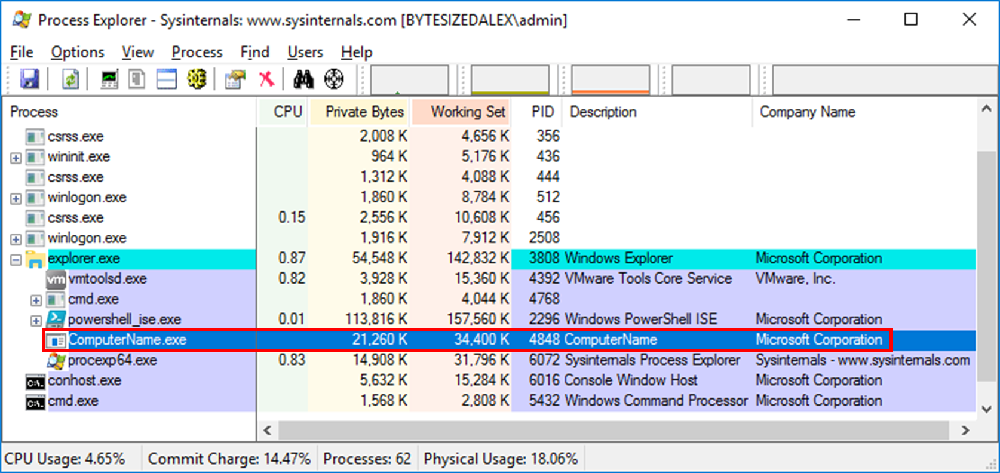 Process Explorer - Sysinternals: www.sysinternals.com [BYTESIZEDALEX\admin]
File Options View Process Find Users Help
Process CPU Private Bytes Working Set PID Description Company Name
csrss.exe 2,008 K 4,656 K 356
wininit.exe 964 K 5,176 K 436
csrss.exe 1,312 K 4,088 K 444
winlogon.exe 1,860 K 8,784 K 512
csrss.exe 0.15 2,556 K 10,608 K 456
winlogon.exe 1,916 K 7,912 K 2508
explorer.exe 0.87 54,548 K 142,832 K 3808 Windows Explorer Microsoft Corporation
vm vmtoolsd.exe 0.82 3,928 K 15,360 K 4392 VMware Tools Core Service VMware, Inc.
cmd.exe 1,860 K 4,044 K 4768
powershell_ise.exe 0.01 113,816 K 157,560 K 2296 Windows PowerShell ISE Microsoft Corporation
ComputerName.exe 21,260 K 34,400 K 4848 ComputerName Microsoft Corporation
procexp64.exe 0.83 14,908 K 31,796 K 6072 Sysinternals Process Explorer Sysinternals - www.sysinternals.com
C:\. conhost.exe 5,632 K 15,284 K 6016 Console Window Host Microsoft Corporation
C:\. cmd.exe 1,568 K 2,808 K 5432 Windows Command Processor Microsoft Corporation
CPU Usage: 4.65% Commit Charge: 14.47% Processes: 62 Physical Usage: 18.06%